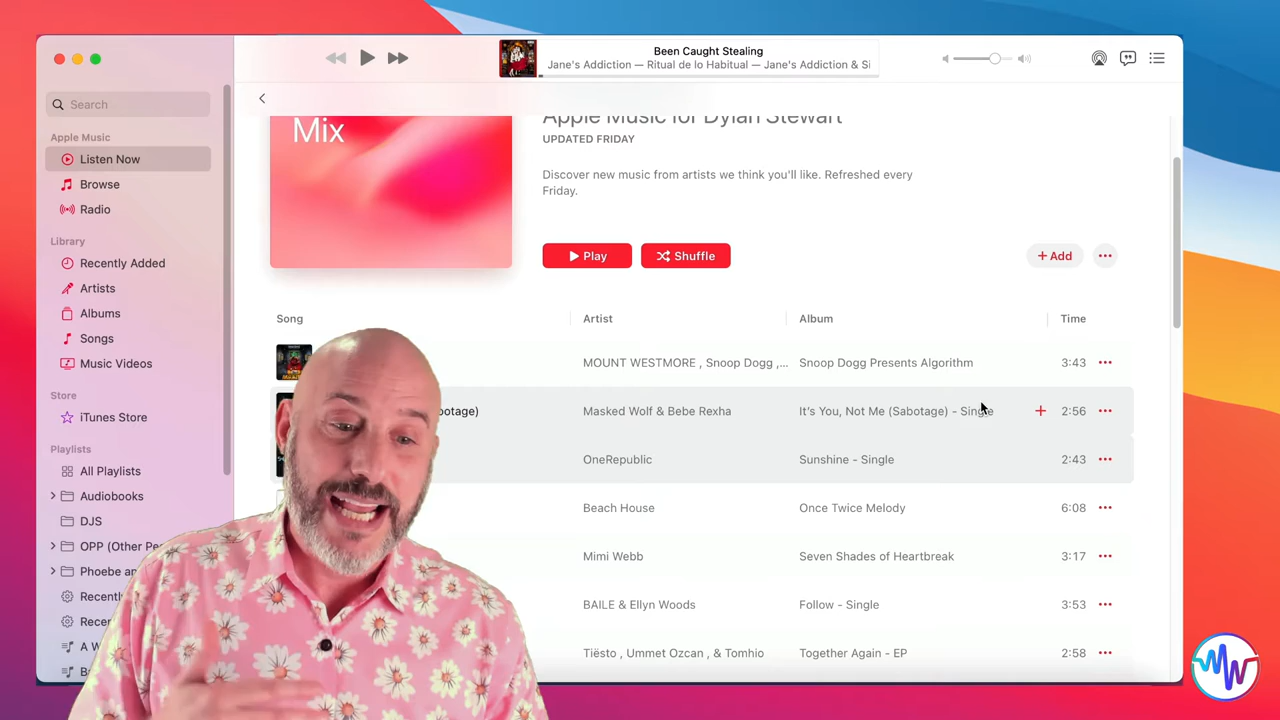 Been Caught Stealing
Jane's Addiction — Ritual de lo Habitual — Jane's Addiction & Si
Search
Apple Music
Listen Now
Browse
Radio
Library
Recently Added
Artists
Albums
Songs
Music Videos
Store
iTunes Store
Playlists
All Playlists
Audiobooks
DJS
OPP (Other Pe
Phoebe an
Recently
Recen
A W
Mix
Apple Music for Dylan Stewart
UPDATED FRIDAY
Discover new music from artists we think you'll like. Refreshed every
Friday.
Play Shuffle + Add
Song Artist Album Time
MOUNT WESTMORE , Snoop Dogg ,... Snoop Dogg Presents Algorithm 3:43
botage) Masked Wolf & Bebe Rexha It's You, Not Me (Sabotage) - Single + 2:56
OneRepublic Sunshine - Single 2:43
Beach House Once Twice Melody 6:08
Mimi Webb Seven Shades of Heartbreak 3:17
BAILE & Ellyn Woods Follow - Single 3:53
Tiësto , Ummet Ozcan , & Tomhio Together Again - EP 2:58
MW